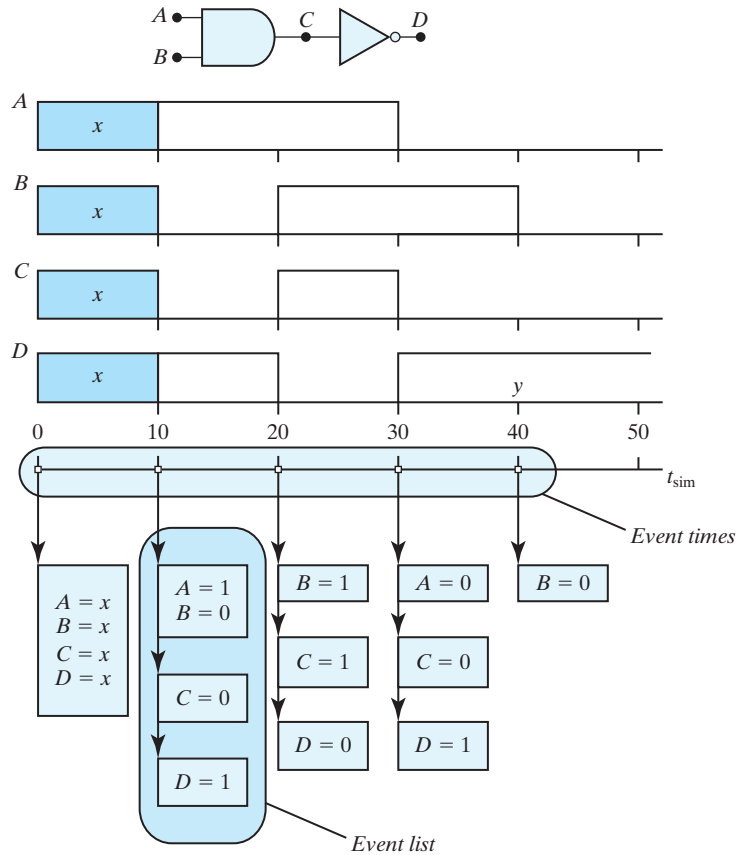 A
C
D
B
A
x
B
x
C
x
D
x
y
0 10 20 30 40 50
t_sim
Event times
A = x
B = x
C = x
D = x
A = 1
B = 0
B = 1
A = 0
B = 0
C = 0
C = 1
C = 0
D = 1
D = 0
D = 1
Event list